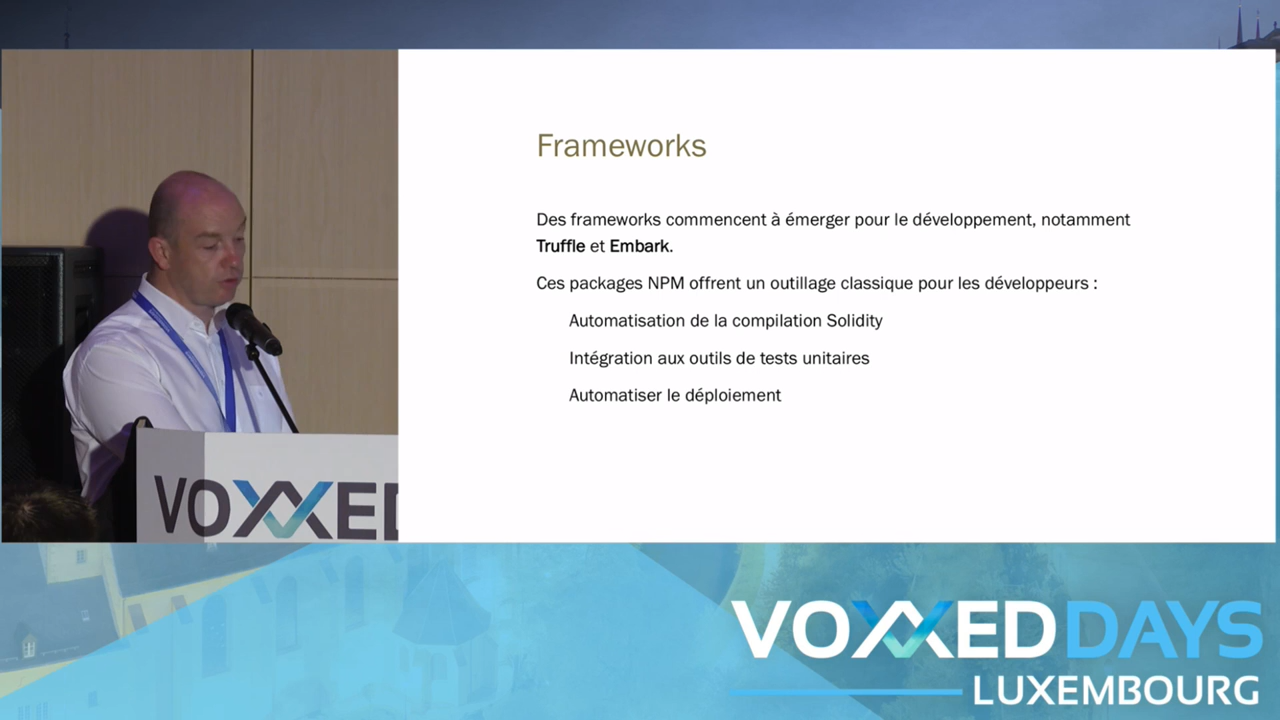 Frameworks
Des frameworks commencent à émerger pour le développement, notamment
Truffle et Embark.
Ces packages NPM offrent un outillage classique pour les développeurs :
Automatisation de la compilation Solidity
Intégration aux outils de tests unitaires
Automatiser le déploiement
VOXXED
VOXXEDDAYS
LUXEMBOURG